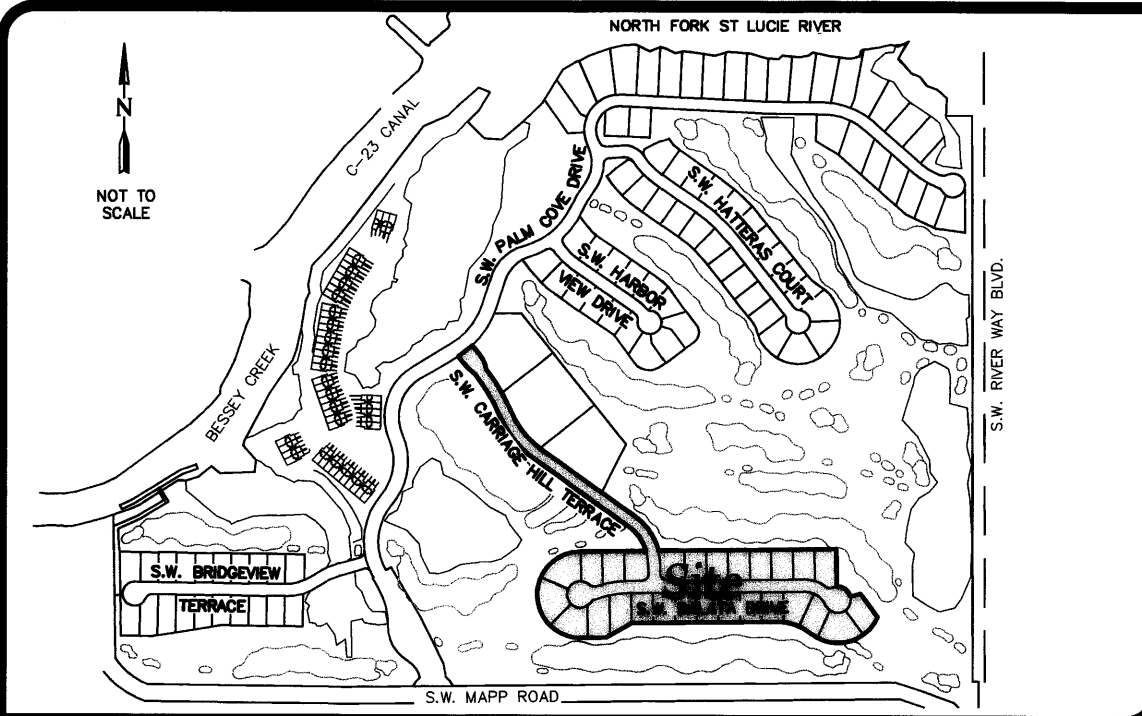 NORTH FORK ST LUCIE RIVER
N
NOT TO
SCALE
C-23 CANAL
S.W. PALM COVE DRIVE
S.W. HATTERAS COURT
S.W. HARBOR
VIEW DRIVE
S.W. RIVER WAY BLVD.
BESSEY CREEK
S.W. CARRIAGE HILL TERRACE
S.W. BRIDGEVIEW
TERRACE
Site
S.W. DRIVE
S.W. MAPP ROAD